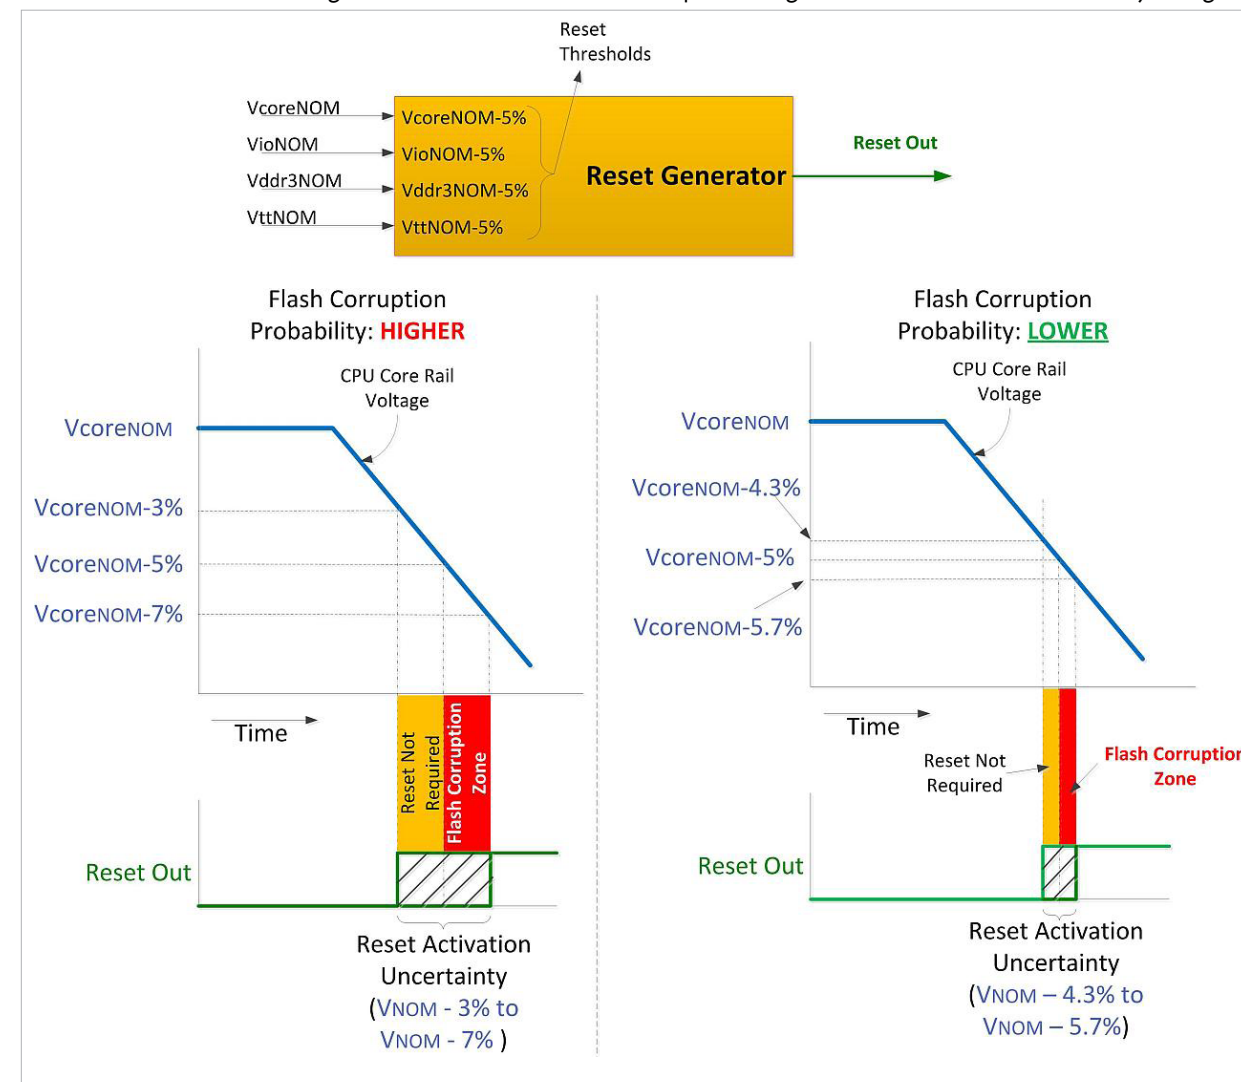 Reset
Thresholds
VcoreNOM
VioNOM
Vddr3NOM
VttNOM
VcoreNOM-5%
VioNOM-5%
Vddr3NOM-5%
VttNOM-5%
Reset Generator
Reset Out
Flash Corruption
Probability: HIGHER
CPU Core Rail
Voltage
VcoreNOM
VcoreNOM-3%
VcoreNOM-5%
VcoreNOM-7%
Time
Reset Not
Required
Flash Corruption
Zone
Reset Out
Reset Activation
Uncertainty
(VNOM - 3% to
VNOM - 7% )
Flash Corruption
Probability: LOWER
CPU Core Rail
Voltage
VcoreNOM
VcoreNOM-4.3%
VcoreNOM-5%
VcoreNOM-5.7%
Time
Reset Not
Required
Flash Corruption
Zone
Reset Out
Reset Activation
Uncertainty
(VNOM – 4.3% to
VNOM – 5.7%)